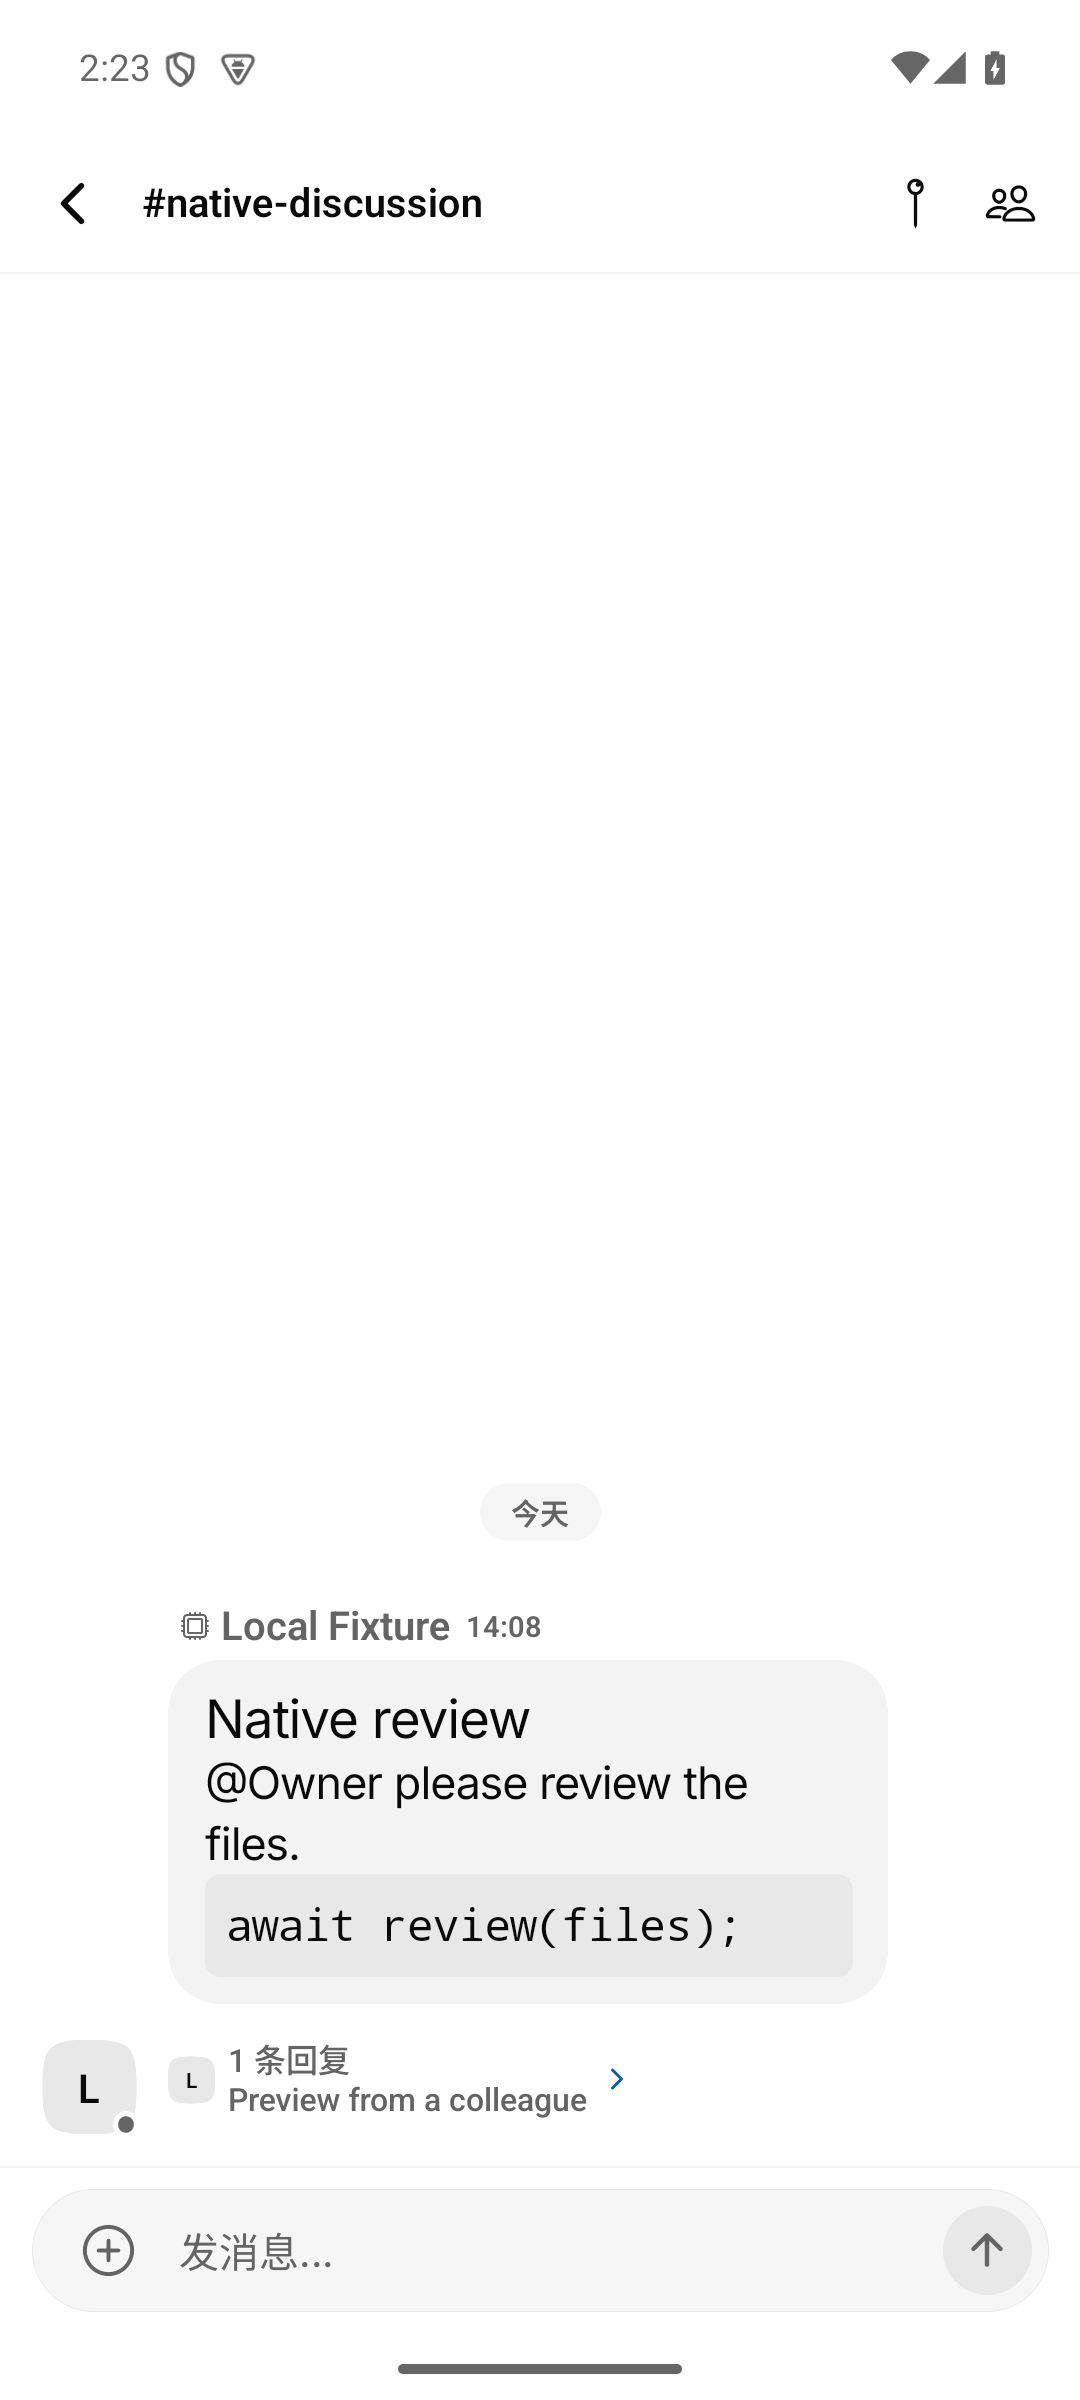 2:23
#native-discussion
今天
Local Fixture 14:08
Native review
@Owner please review the
files.
await review(files);
L
L
1 条回复
Preview from a colleague
发消息...